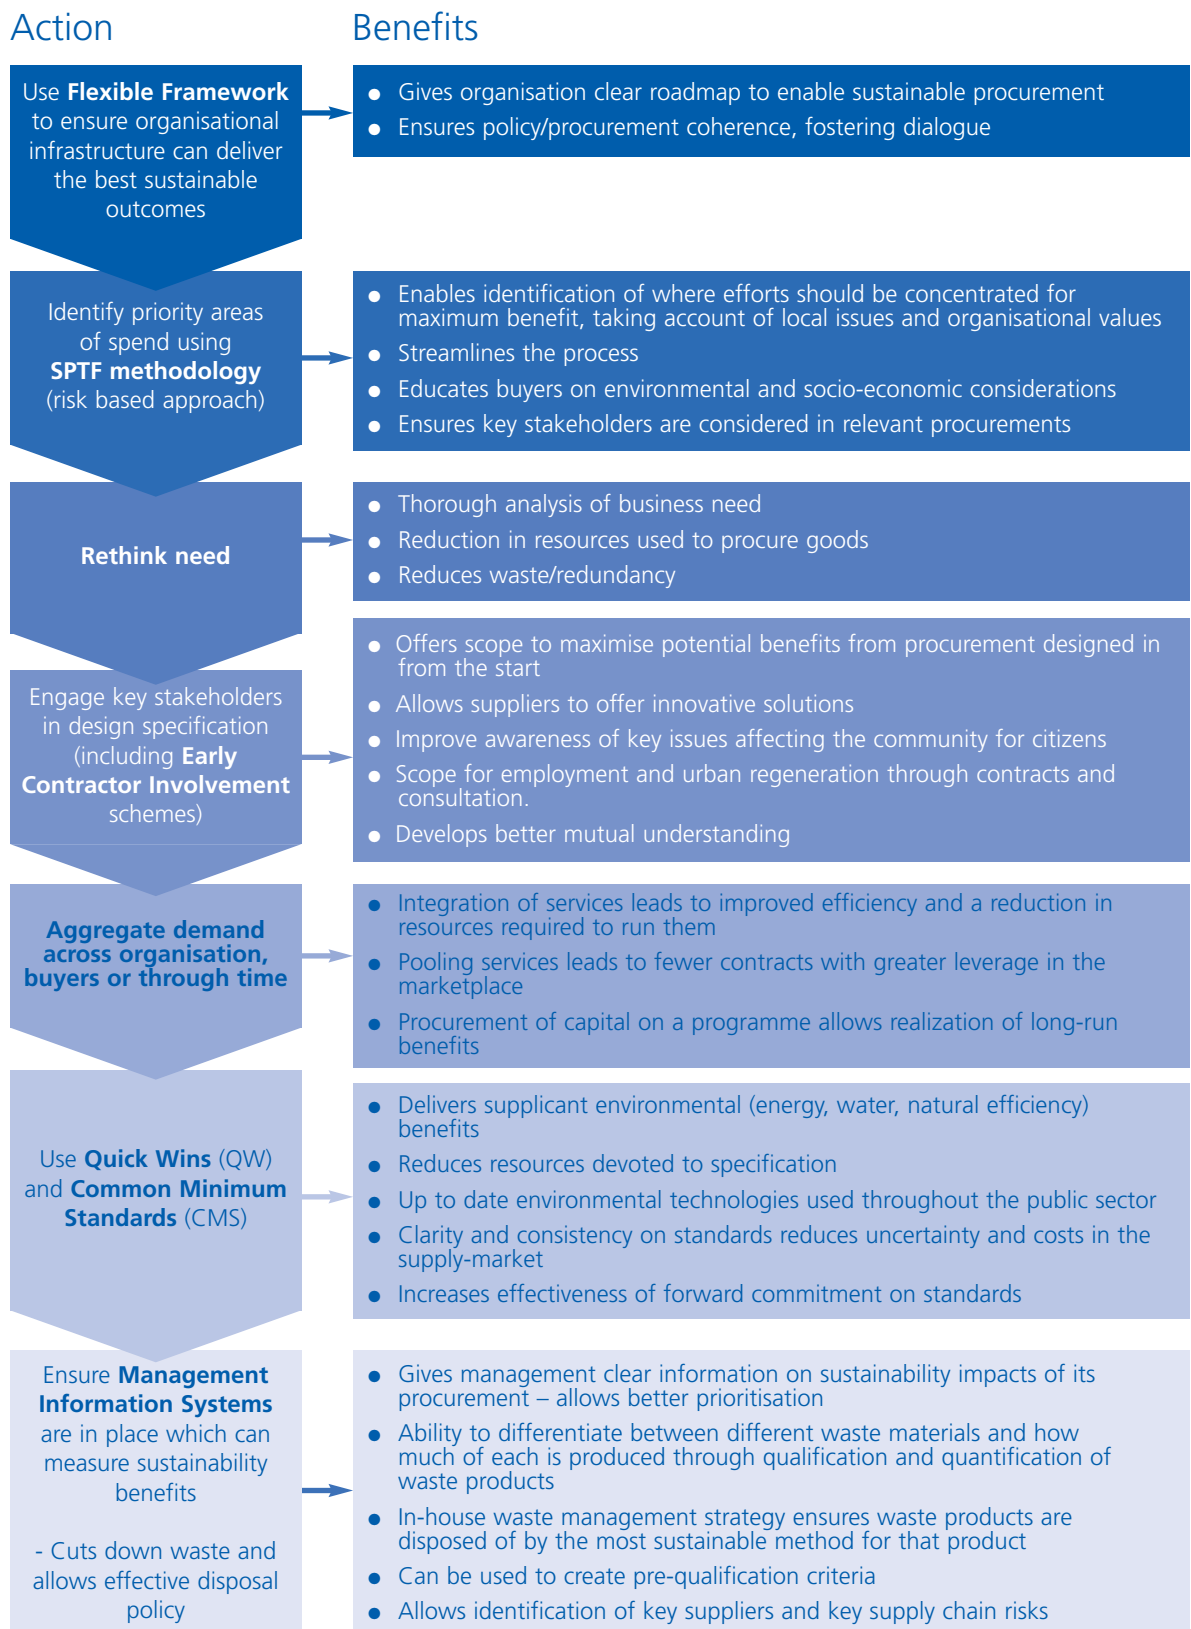 Action
Benefits
Use Flexible Framework
to ensure organisational
infrastructure can deliver
the best sustainable
outcomes
● Gives organisation clear roadmap to enable sustainable procurement
● Ensures policy/procurement coherence, fostering dialogue
Identify priority areas
of spend using
SPTF methodology
(risk based approach)
● Enables identification of where efforts should be concentrated for
maximum benefit, taking account of local issues and organisational values
● Streamlines the process
● Educates buyers on environmental and socio-economic considerations
● Ensures key stakeholders are considered in relevant procurements
Rethink need
● Thorough analysis of business need
● Reduction in resources used to procure goods
● Reduces waste/redundancy
Engage key stakeholders
in design specification
(including Early
Contractor Involvement
schemes)
● Offers scope to maximise potential benefits from procurement designed in
from the start
● Allows suppliers to offer innovative solutions
● Improve awareness of key issues affecting the community for citizens
● Scope for employment and urban regeneration through contracts and
consultation.
● Develops better mutual understanding
Aggregate demand
across organisation,
buyers or through time
● Integration of services leads to improved efficiency and a reduction in
resources required to run them
● Pooling services leads to fewer contracts with greater leverage in the
marketplace
● Procurement of capital on a programme allows realization of long-run
benefits
Use Quick Wins (QW)
and Common Minimum
Standards (CMS)
● Delivers supplicant environmental (energy, water, natural efficiency)
benefits
● Reduces resources devoted to specification
● Up to date environmental technologies used throughout the public sector
● Clarity and consistency on standards reduces uncertainty and costs in the
supply-market
● Increases effectiveness of forward commitment on standards
Ensure Management
Information Systems
are in place which can
measure sustainability
benefits
- Cuts down waste and
allows effective disposal
policy
● Gives management clear information on sustainability impacts of its
procurement – allows better prioritisation
● Ability to differentiate between different waste materials and how
much of each is produced through qualification and quantification of
waste products
● In-house waste management strategy ensures waste products are
disposed of by the most sustainable method for that product
● Can be used to create pre-qualification criteria
● Allows identification of key suppliers and key supply chain risks